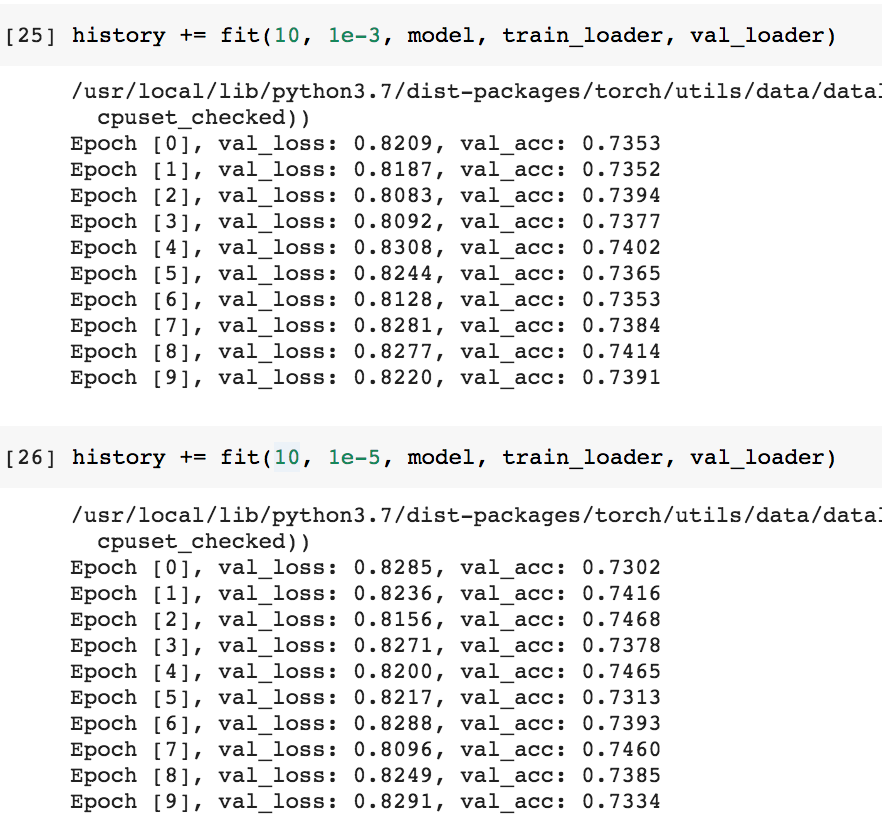 [25] history += fit(10, 1e-3, model, train_loader, val_loader)
/usr/local/lib/python3.7/dist-packages/torch/utils/data/datal
cpuset_checked))
Epoch [0], val_loss: 0.8209, val_acc: 0.7353
Epoch [1], val_loss: 0.8187, val_acc: 0.7352
Epoch [2], val_loss: 0.8083, val_acc: 0.7394
Epoch [3], val_loss: 0.8092, val_acc: 0.7377
Epoch [4], val_loss: 0.8308, val_acc: 0.7402
Epoch [5], val_loss: 0.8244, val_acc: 0.7365
Epoch [6], val_loss: 0.8128, val_acc: 0.7353
Epoch [7], val_loss: 0.8281, val_acc: 0.7384
Epoch [8], val_loss: 0.8277, val_acc: 0.7414
Epoch [9], val_loss: 0.8220, val_acc: 0.7391
[26] history += fit(10, 1e-5, model, train_loader, val_loader)
/usr/local/lib/python3.7/dist-packages/torch/utils/data/datal
cpuset_checked))
Epoch [0], val_loss: 0.8285, val_acc: 0.7302
Epoch [1], val_loss: 0.8236, val_acc: 0.7416
Epoch [2], val_loss: 0.8156, val_acc: 0.7468
Epoch [3], val_loss: 0.8271, val_acc: 0.7378
Epoch [4], val_loss: 0.8200, val_acc: 0.7465
Epoch [5], val_loss: 0.8217, val_acc: 0.7313
Epoch [6], val_loss: 0.8288, val_acc: 0.7393
Epoch [7], val_loss: 0.8096, val_acc: 0.7460
Epoch [8], val_loss: 0.8249, val_acc: 0.7385
Epoch [9], val_loss: 0.8291, val_acc: 0.7334